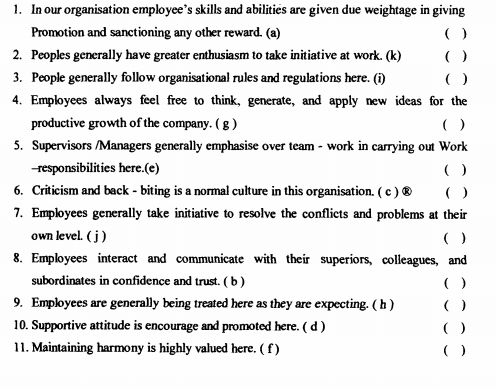 1. In our organisation employee's skills and abilities are given due weightage in giving
Promotion and sanctioning any other reward. (a) ( )
2. Peoples generally have greater enthusiasm to take initiative at work. (k) ( )
3. People generally follow organisational rules and regulations here. (i) ( )
4. Employees always feel free to think, generate, and apply new ideas for the
productive growth of the company. ( g ) ( )
5. Supervisors /Managers generally emphasise over team - work in carrying out Work
–responsibilities here.(e) ( )
6. Criticism and back - biting is a normal culture in this organisation. ( c ) ® ( )
7. Employees generally take initiative to resolve the conflicts and problems at their
own level. ( j ) ( )
8. Employees interact and communicate with their superiors, colleagues, and
subordinates in confidence and trust. ( b ) ( )
9. Employees are generally being treated here as they are expecting. ( h ) ( )
10. Supportive attitude is encourage and promoted here. ( d ) ( )
11. Maintaining harmony is highly valued here. ( f ) ( )